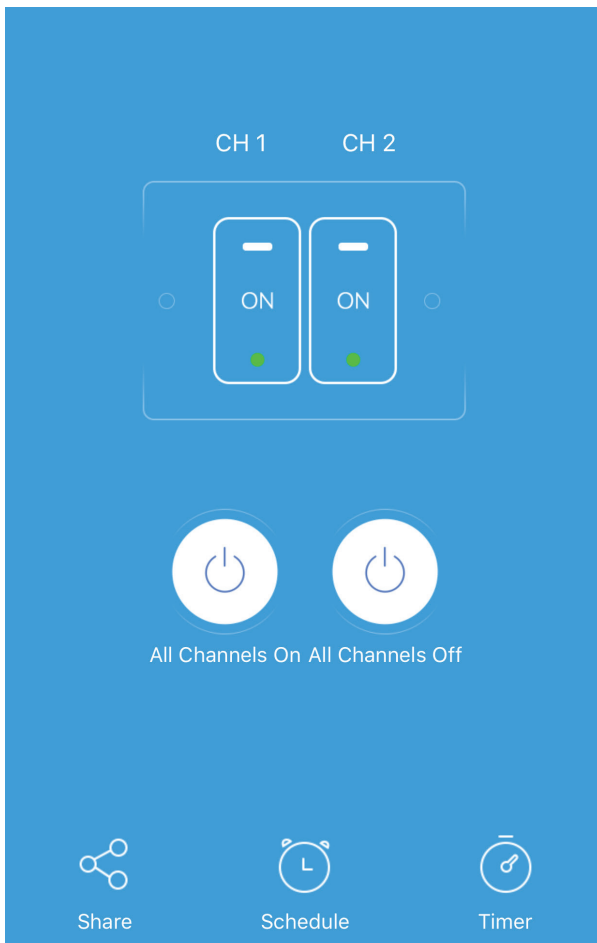 CH 1 CH 2
ON ON
All Channels On All Channels Off
Share Schedule Timer